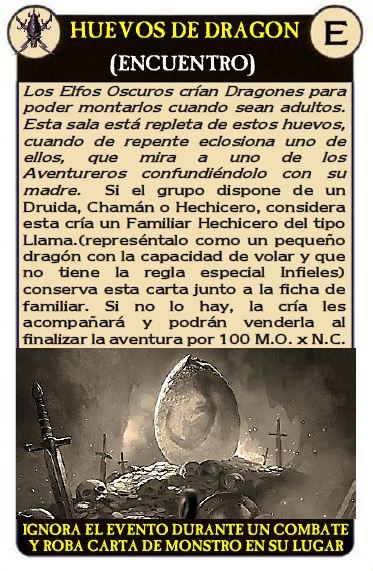 HUEVOS DE DRAGON
E
(ENCUENTRO)
Los Elfos Oscuros crían Dragones para
poder montarlos cuando sean adultos.
Esta sala está repleta de estos huevos,
cuando de repente eclosiona uno de
ellos, que mira a uno de los
Aventureros confundiéndolo con su
madre. Si el grupo dispone de un
Druida, Chamán o Hechicero, considera
esta cría un Familiar Hechicero del tipo
Llama.(represéntalo como un pequeño
dragón con la capacidad de volar y que
no tiene la regla especial Infieles)
conserva esta carta junto a la ficha de
familiar. Si no lo hay, la cría les
acompañará y podrán venderla al
finalizar la aventura por 100 M.O. x N.C.
IGNORA EL EVENTO DURANTE UN COMBATE
Y ROBA CARTA DE MONSTRO EN SU LUGAR